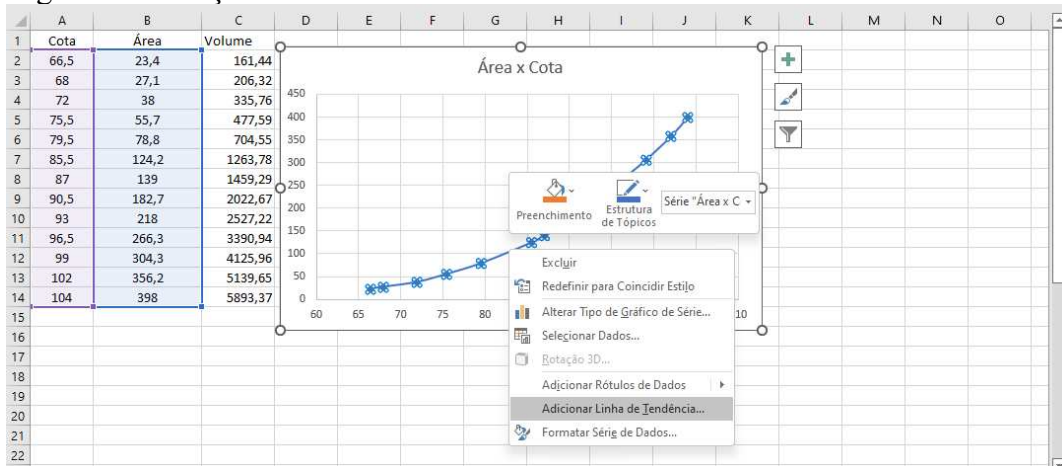 A B C D E F G H I J K L M N O
1 Cota Área Volume
2 66,5 23,4 161,44
3 68 27,1 206,32
4 72 38 335,76
5 75,5 55,7 477,59
6 79,5 78,8 704,55
7 85,5 124,2 1263,78
8 87 139 1459,29
9 90,5 182,7 2022,67
10 93 218 2527,22
11 96,5 266,3 3390,94
12 99 304,3 4125,96
13 102 356,2 5139,65
14 104 398 5893,37
15
16
17
18
19
20
21
22
Área x Cota
450
400
350
300
250
200
150
100
50
0
60 65 70 75 80 10
Preenchimento
Estrutura
de Tópicos
Série "Área x C
Excluir
Redefinir para Coincidir Estilo
Alterar Tipo de Gráfico de Série...
Selecionar Dados...
Rotação 3D...
Adicionar Rótulos de Dados
Adicionar Linha de Tendência...
Formatar Série de Dados...